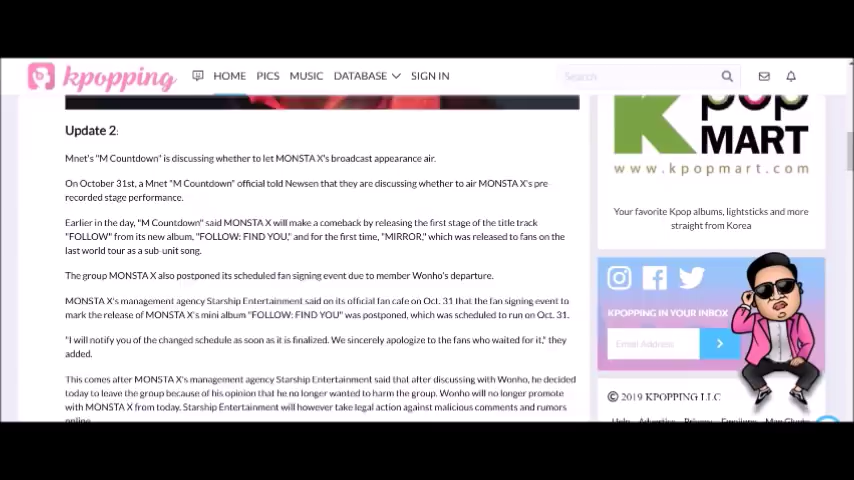 kpopping
HOME PICS MUSIC DATABASE SIGN IN
Search
Update 2:
Mnet's "M Countdown" is discussing whether to let MONSTA X's broadcast appearance air.
On October 31st, a Mnet "M Countdown" official told Newsen that they are discussing whether to air MONSTA X's pre
recorded stage performance.
Earlier in the day, "M Countdown" said MONSTA X will make a comeback by releasing the first stage of the title track
"FOLLOW" from its new album, "FOLLOW: FIND YOU," and for the first time, "MIRROR," which was released to fans on the
last world tour as a sub-unit song.
The group MONSTA X also postponed its scheduled fan signing event due to member Wonho's departure.
MONSTA X's management agency Starship Entertainment said on its official fan cafe on Oct. 31 that the fan signing event to
mark the release of MONSTA X's mini album "FOLLOW: FIND YOU" was postponed, which was scheduled to run on Oct. 31.
"I will notify you of the changed schedule as soon as it is finalized. We sincerely apologize to the fans who waited for it," they
added.
This comes after MONSTA X's management agency Starship Entertainment said that after discussing with Wonho, he decided
today to leave the group because of his opinion that he no longer wanted to harm the group. Wonho will no longer promote
with MONSTA X from today. Starship Entertainment will however take legal action against malicious comments and rumors
online.
Kpop
MART
www.kpopmart.com
Your favorite Kpop albums, lightsticks and more
straight from Korea
KPOPPING IN YOUR INBOX
Email Address
© 2019 KPOPPING LLC
Help Advertise Privacy